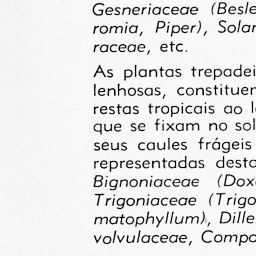 Gesneriaceae (Besle
romia, Piper), Solar
raceae, etc.
As plantas trepadei
lenhosas, constituer
restas tropicais ao l
que se fixam no sol
seus caules frágeis
representadas desta
Bignoniaceae (Dox
Trigoniaceae (Trigo
matophyllum), Dille
volvulaceae, Compo